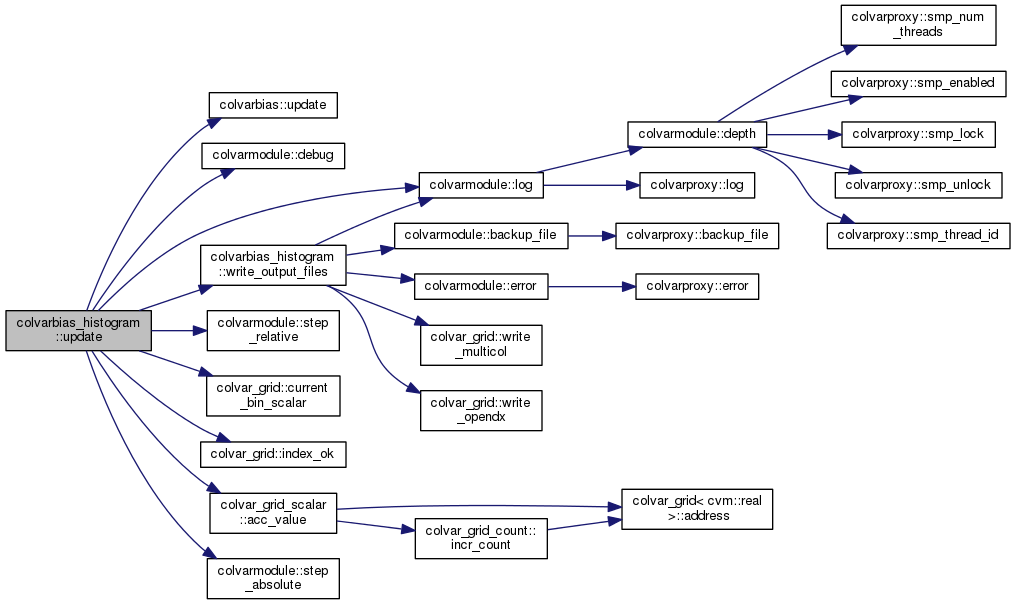 colvarproxy::smp_num
_threads
colvarproxy::smp_enabled
colvarbias::update
colvarmodule::depth
colvarproxy::smp_lock
colvarmodule::debug
colvarmodule::log
colvarproxy::log
colvarproxy::smp_unlock
colvarmodule::backup_file
colvarproxy::backup_file
colvarproxy::smp_thread_id
colvarbias_histogram
::write_output_files
colvarmodule::error
colvarproxy::error
colvarbias_histogram
::update
colvarmodule::step
_relative
colvar_grid::write
_multicol
colvar_grid::current
_bin_scalar
colvar_grid::write
_opendx
colvar_grid::index_ok
colvar_grid_scalar
::acc_value
colvar_grid< cvm::real
>::address
colvar_grid_count::
incr_count
colvarmodule::step
_absolute